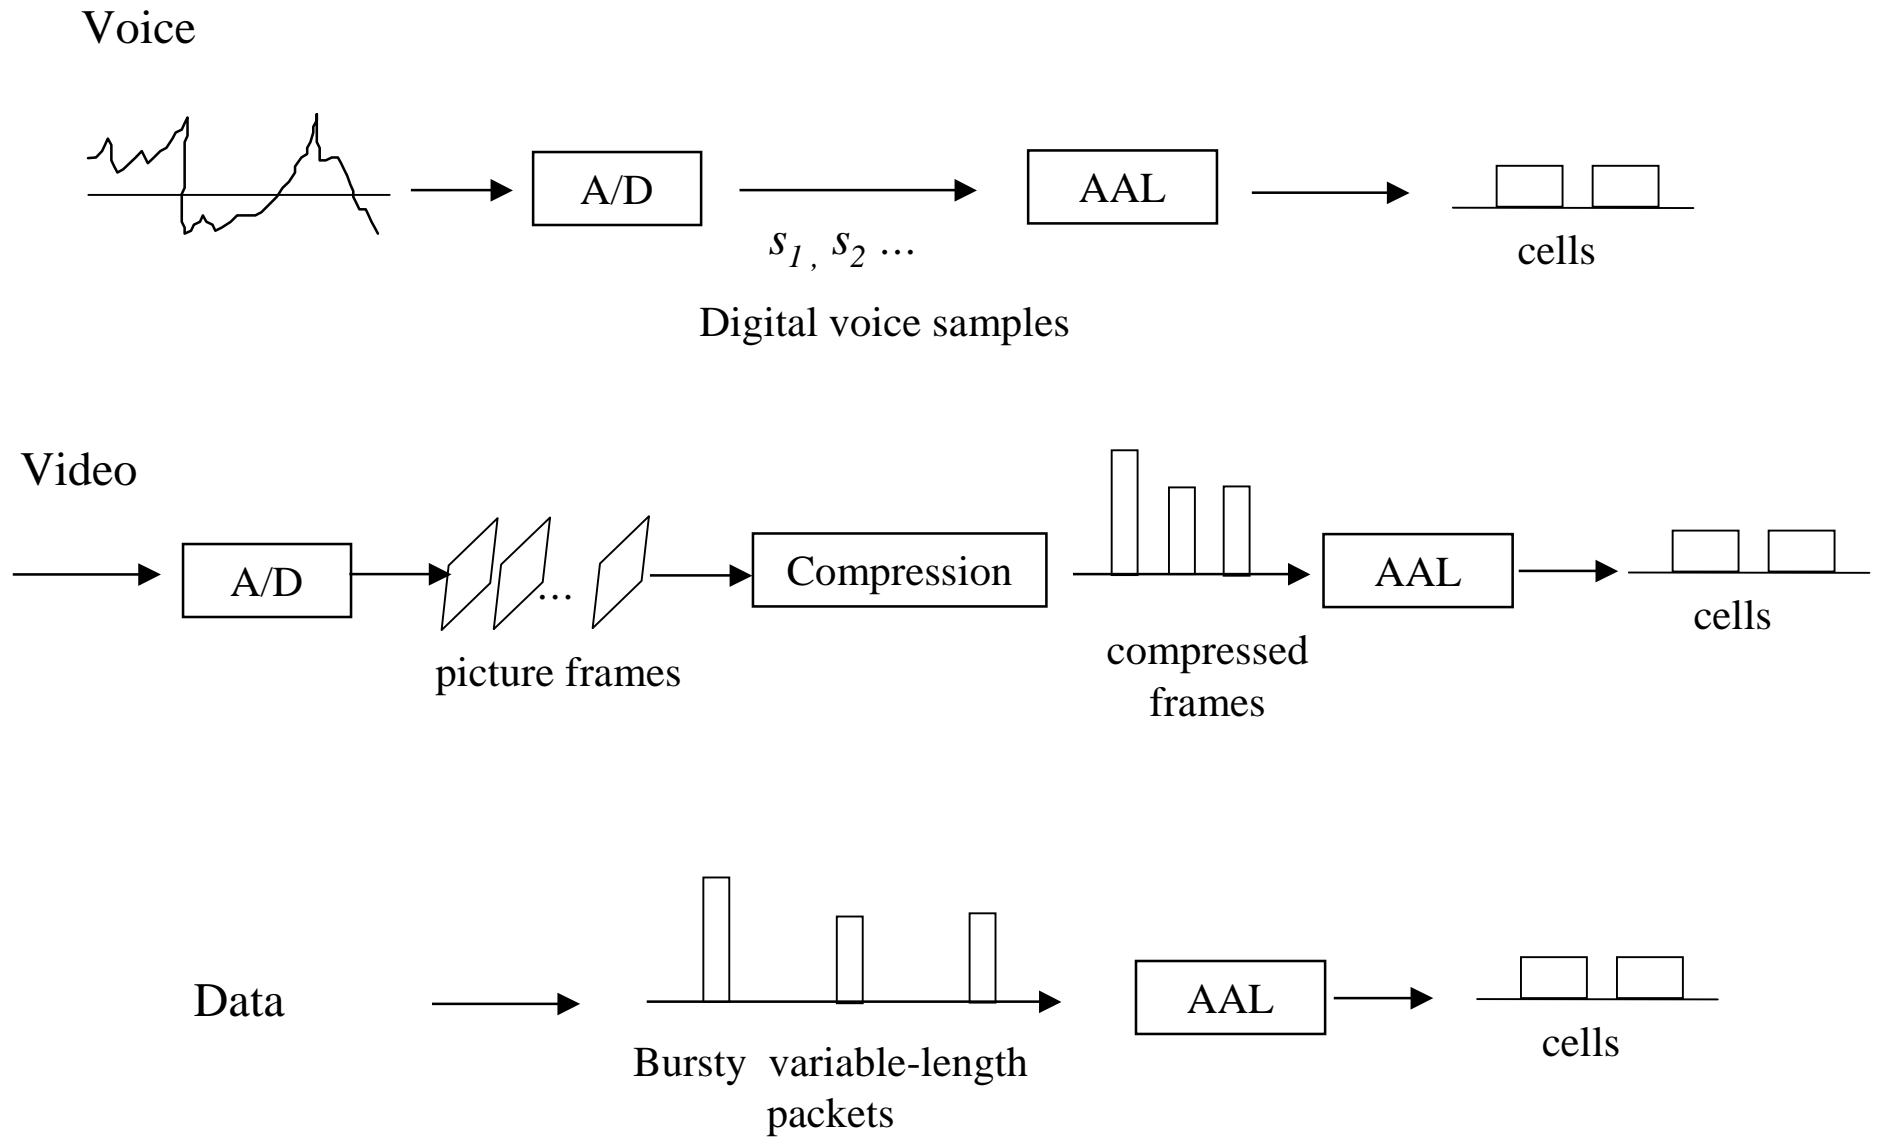 Voice
A/D
AAL
s1 , s2 ...
cells
Digital voice samples
Video
A/D
...
Compression
AAL
cells
picture frames
compressed
frames
Data
AAL
cells
Bursty variable-length
packets